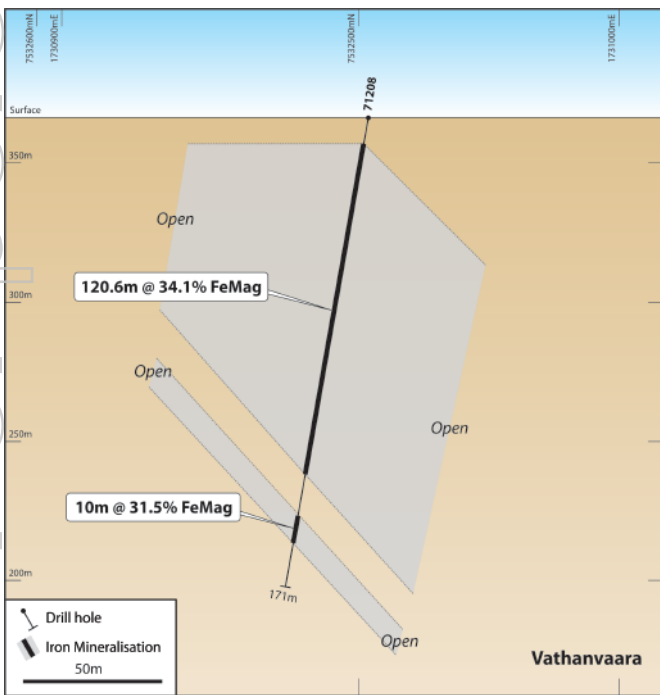 7532600mN
1730900mE
7532500mN
1731000mE
71208
Surface
350m
Open
120.6m @ 34.1% FeMag
300m
Open
Open
250m
10m @ 31.5% FeMag
200m
171m
Drill hole
Iron Mineralisation
50m
Open
Vathanvaara